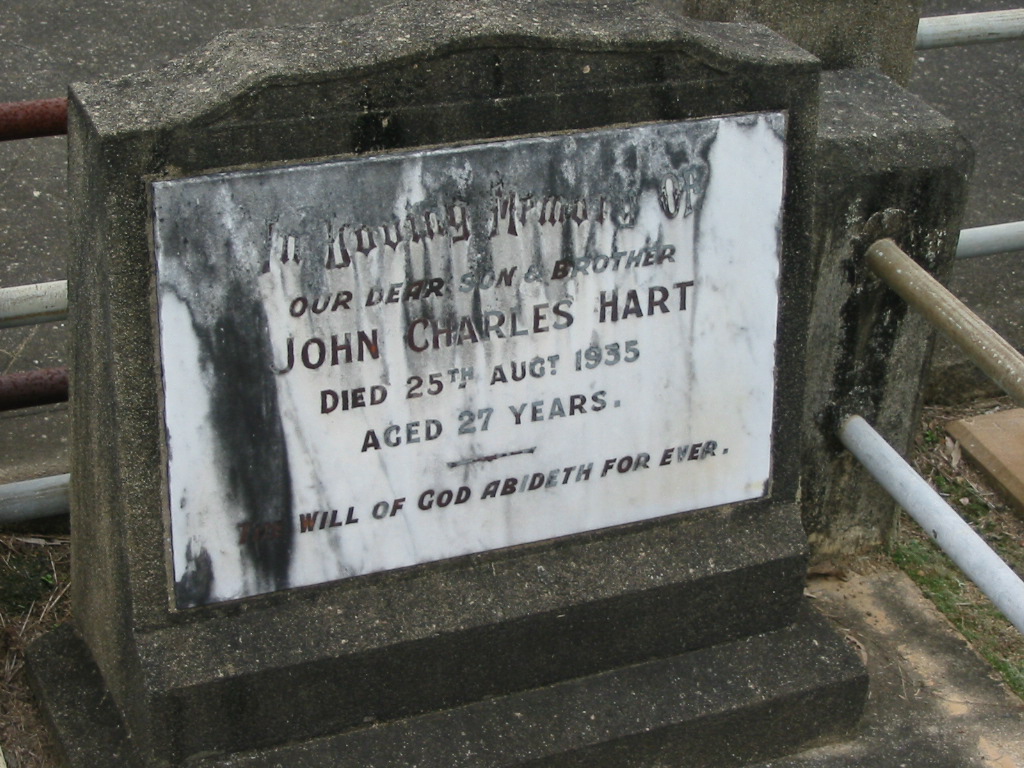 In Loving Memory Of
OUR DEAR SON & BROTHER
JOHN CHARLES HART
DIED 25TH AUGT 1935
AGED 27 YEARS.
THE WILL OF GOD ABIDETH FOR EVER.